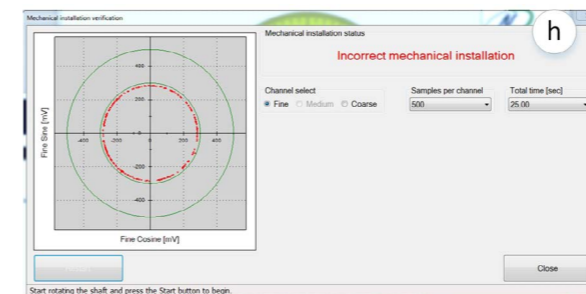 Mechanical installation verification
h
Mechanical installation status
Incorrect mechanical installation
Channel select
Fine Medium Coarse
Samples per channel
500
Total time [sec]
25.00
400
200
-400 -200 200 400
-200
-400
Fine Sine [mV]
Fine Cosine [mV]
Close
Start rotating the shaft and press the Start button to begin.